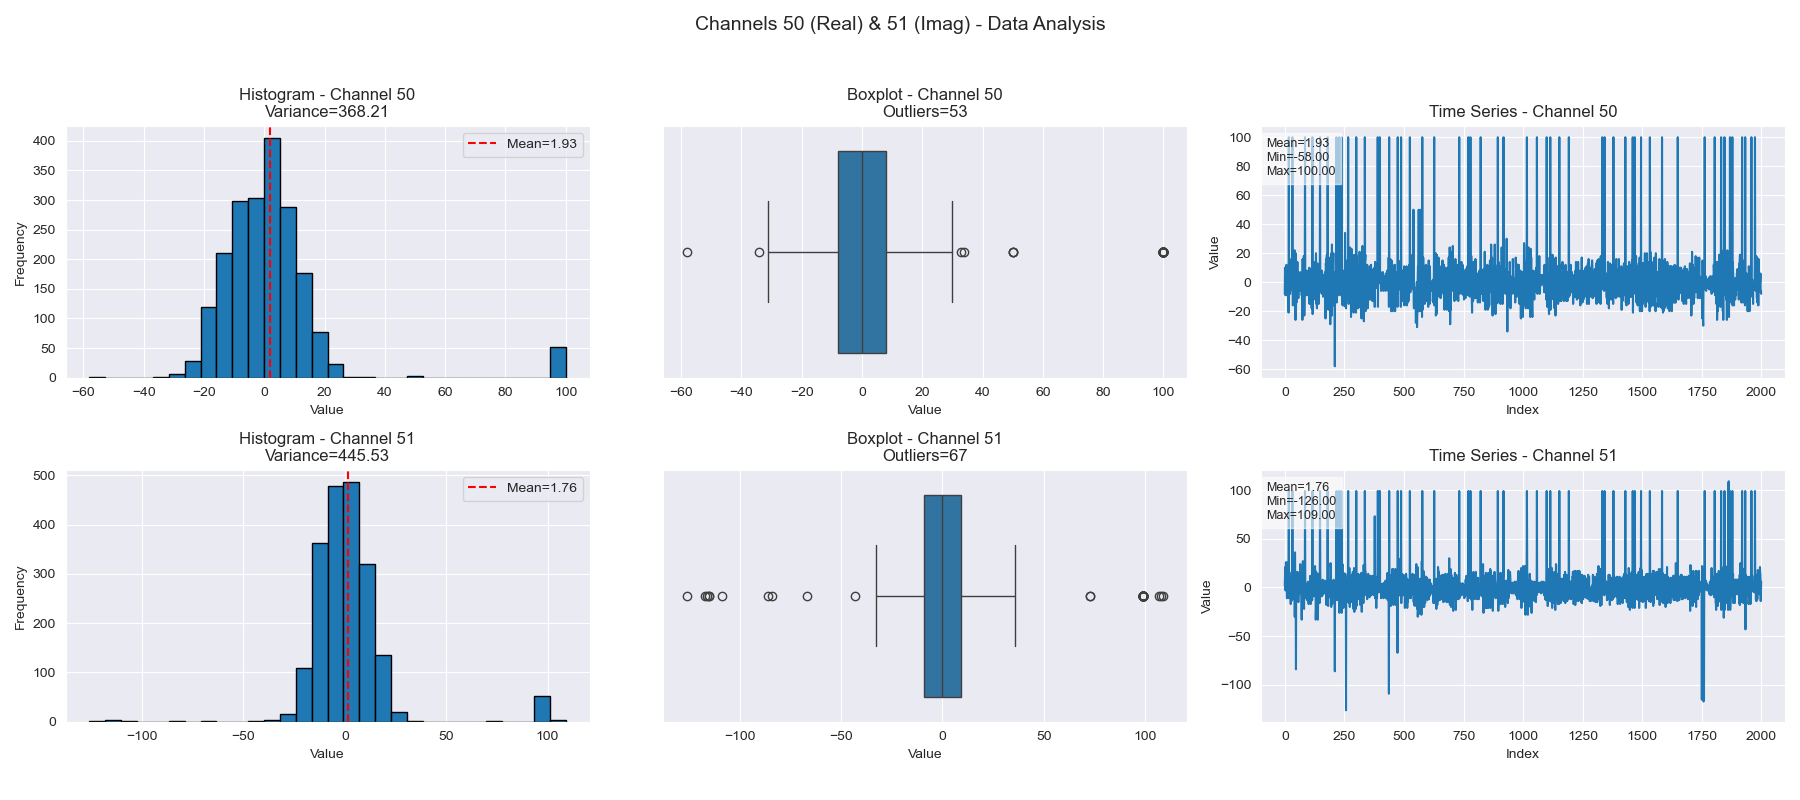 Channels 50 (Real) & 51 (Imag) - Data Analysis
Histogram - Channel 50
Variance=368.21
Frequency
400
350
300
250
200
150
100
50
0
Mean=1.93
−60 −40 −20 0 20 40 60 80 100
Value
Boxplot - Channel 50
Outliers=53
−60 −40 −20 0 20 40 60 80 100
Value
Time Series - Channel 50
Value
100
80
60
40
20
0
−20
−40
−60
Mean=1.93
Min=-58.00
Max=100.00
0 250 500 750 1000 1250 1500 1750 2000
Index
Histogram - Channel 51
Variance=445.53
Frequency
500
400
300
200
100
0
Mean=1.76
−100 −50 0 50 100
Value
Boxplot - Channel 51
Outliers=67
−100 −50 0 50 100
Value
Time Series - Channel 51
Value
100
50
0
−50
−100
Mean=1.76
Min=-126.00
Max=109.00
0 250 500 750 1000 1250 1500 1750 2000
Index